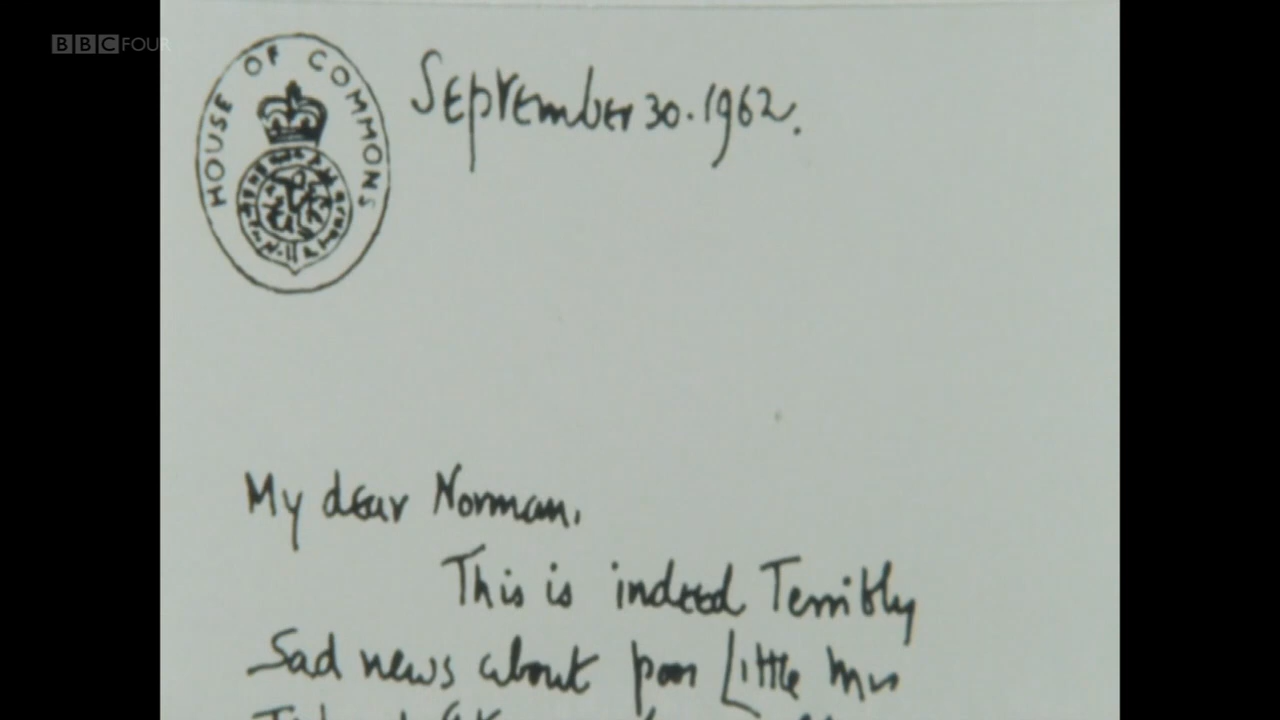 BBC FOUR
HOUSE OF COMMONS
September 30. 1962.
My dear Norman.
This is indeed Terribly
Sad news about poor Little Mrs